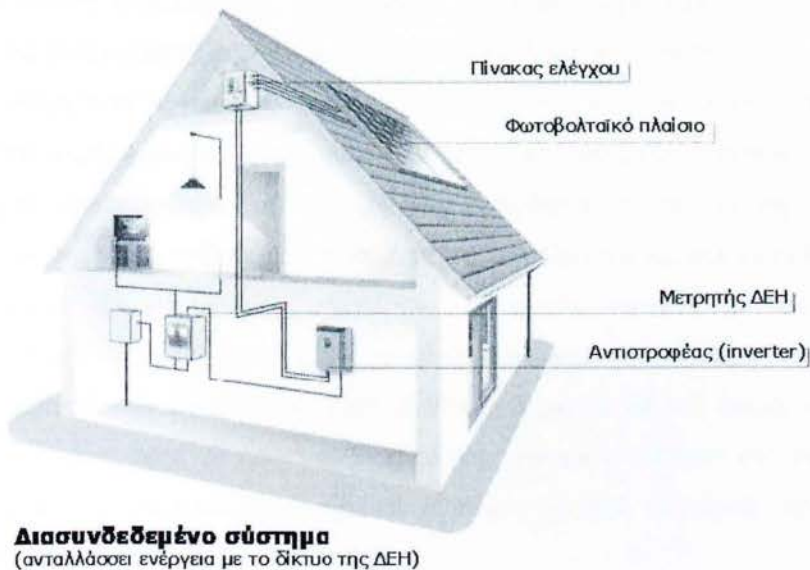 Πίνακας ελέγχου
Φωτοβολταϊκό πλαίσιο
Μετρητής ΔΕΗ
Αντιστροφέας (inverter)
Διασυνδεδεμένο σύστημα
(ανταλλάσσει ενέργεια με το δίκτυο της ΔΕΗ)